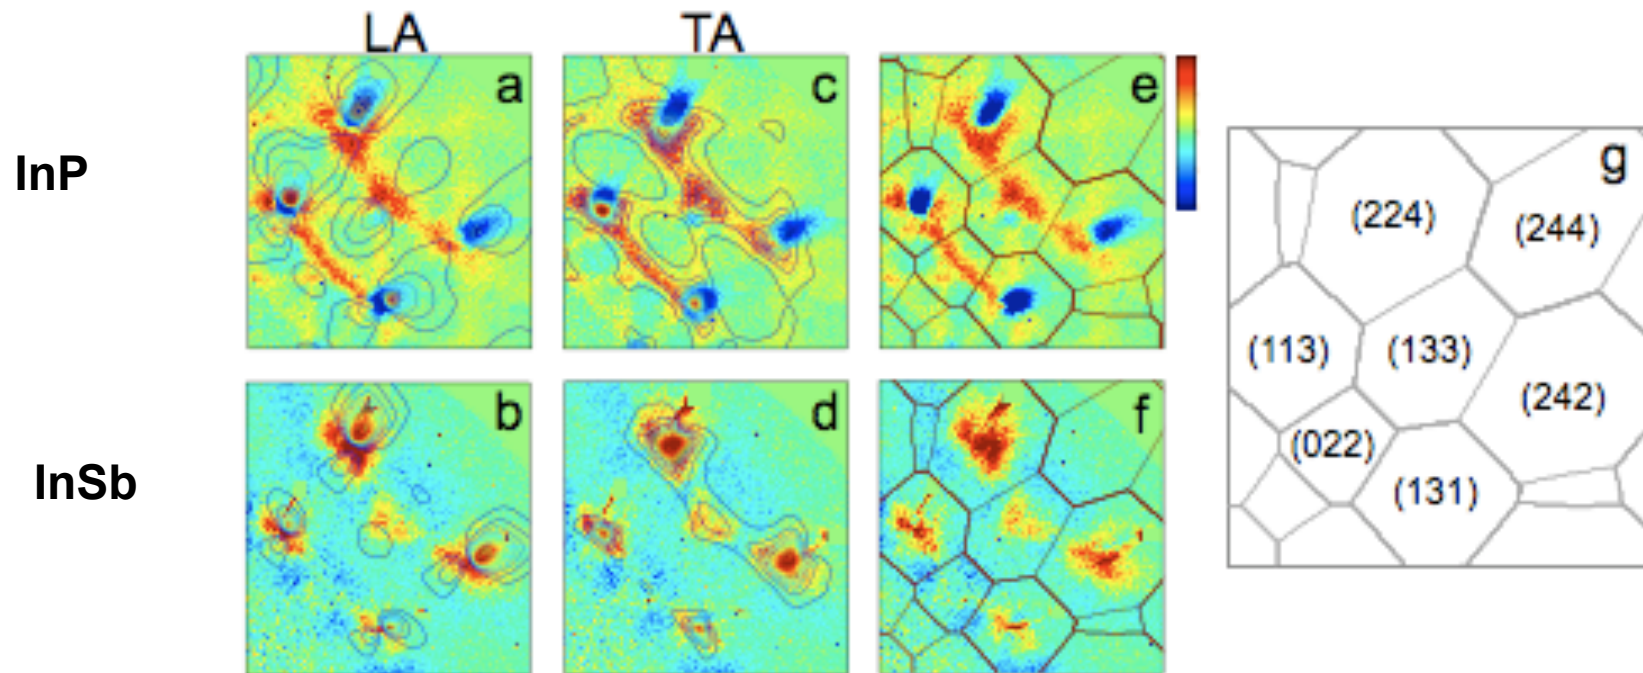 LA TA
a c e
InP
g
(224)
(244)
(113) (133)
(242)
(022)
(131)
b d f
InSb